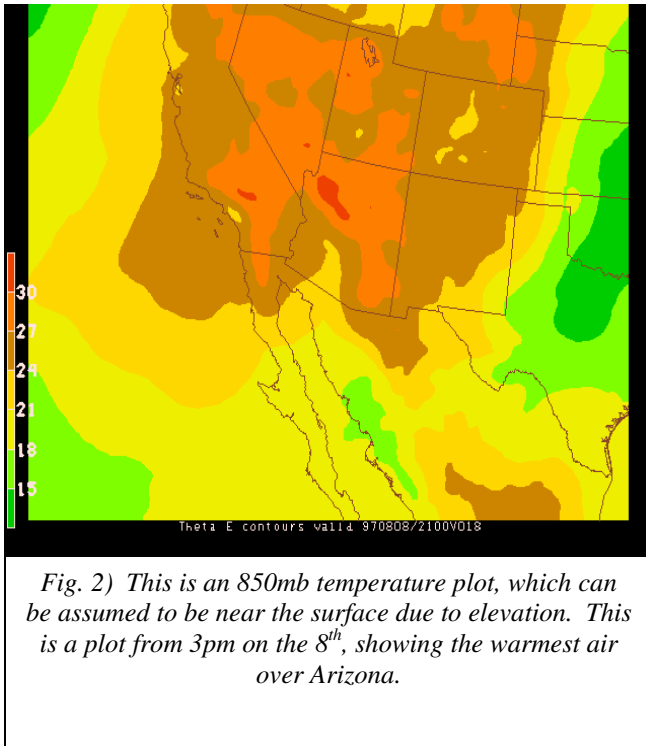 30
27
24
21
18
15
Theta E contours valid 970808/2100V018
Fig. 2) This is an 850mb temperature plot, which can
be assumed to be near the surface due to elevation. This
is a plot from 3pm on the 8th, showing the warmest air
over Arizona.